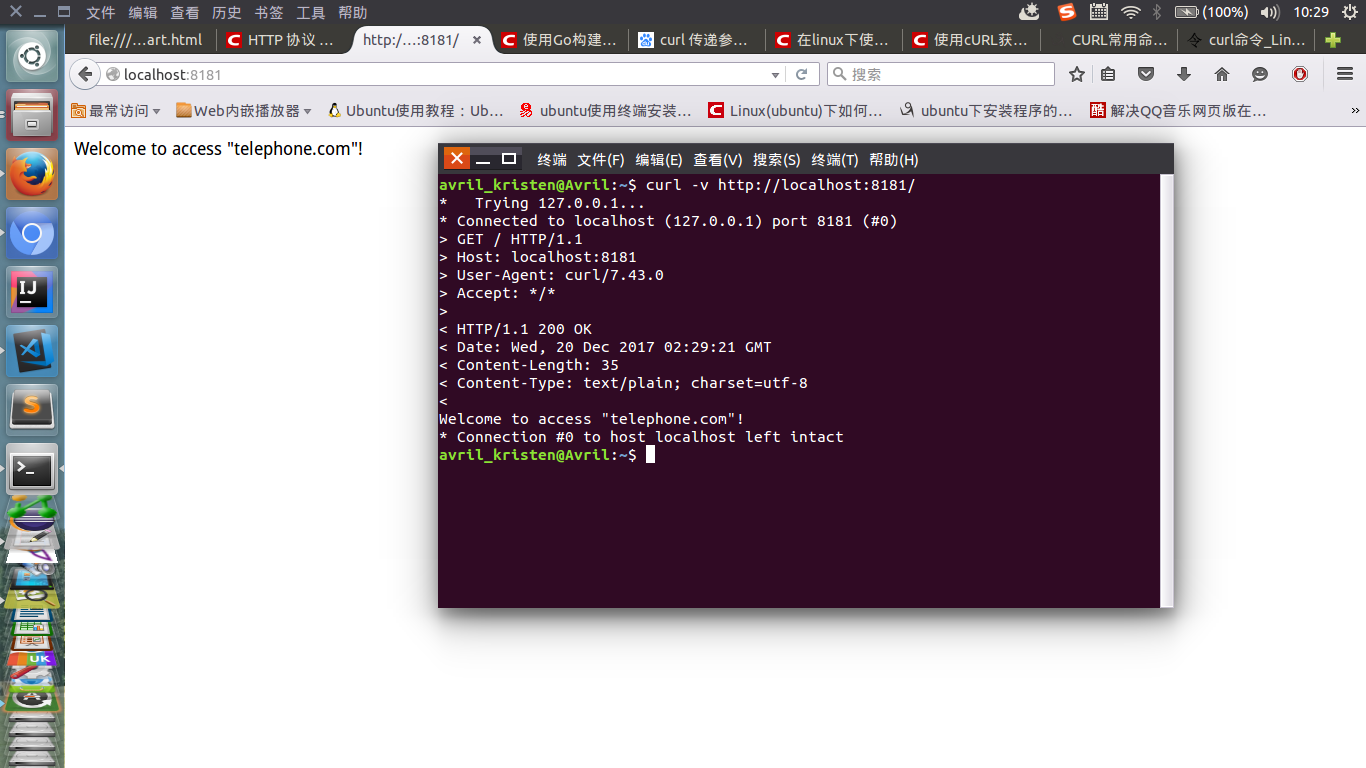 文件 编辑 查看 历史 书签 工具 帮助
(100%) 10:29
file:///…art.html HTTP 协议 … http:/…:8181/ 使用Go构建… curl 传递参… 在linux下使… 使用cURL获… CURL常用命… curl命令_Lin…
localhost:8181 搜索
最常访问 Web内嵌播放器 Ubuntu使用教程：Ub… ubuntu使用终端安装… Linux(ubuntu)下如何… ubuntu下安装程序的… 酷 解决QQ音乐网页版在… »
Welcome to access "telephone.com"!
终端 文件(F) 编辑(E) 查看(V) 搜索(S) 终端(T) 帮助(H)
avril_kristen@Avril:~$ curl -v http://localhost:8181/
*   Trying 127.0.0.1...
* Connected to localhost (127.0.0.1) port 8181 (#0)
> GET / HTTP/1.1
> Host: localhost:8181
> User-Agent: curl/7.43.0
> Accept: */*
>
< HTTP/1.1 200 OK
< Date: Wed, 20 Dec 2017 02:29:21 GMT
< Content-Length: 35
< Content-Type: text/plain; charset=utf-8
<
Welcome to access "telephone.com"!
* Connection #0 to host localhost left intact
avril_kristen@Avril:~$
IJ
S
>_
UK